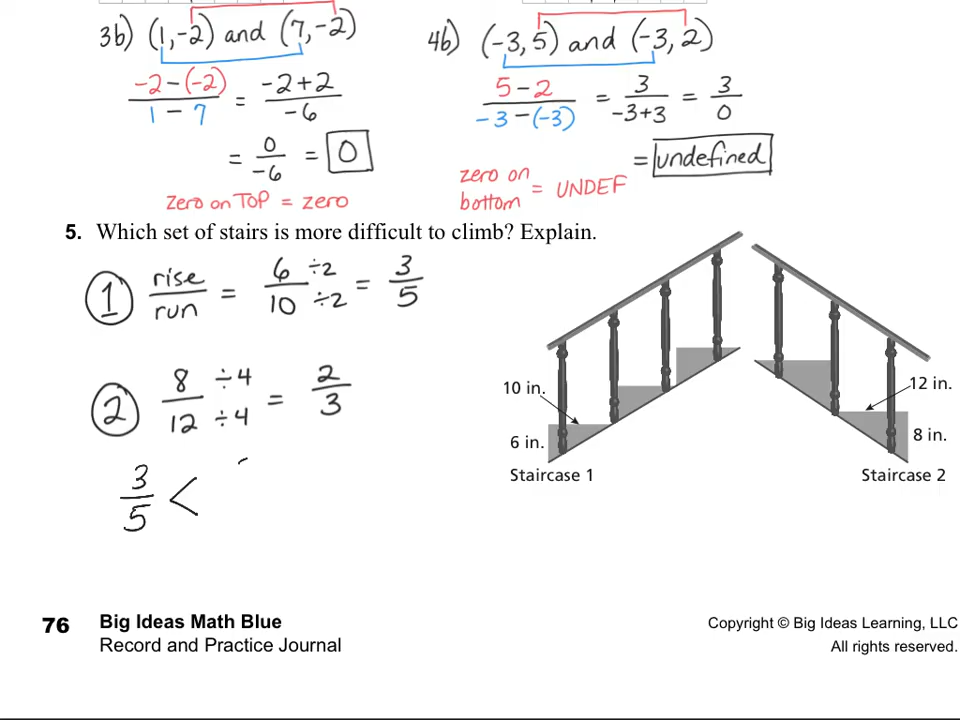 3b) (1,-2) and (7,-2)
-2-(-2) / 1 - 7 = -2+2 / -6
= 0/-6 = 0
Zero on TOP = zero
4b) (-3, 5) and (-3, 2)
5-2 / -3-(-3) = 3 / -3+3 = 3/0
= undefined
zero on bottom = UNDEF
5. Which set of stairs is more difficult to climb? Explain.
1 rise/run = 6÷2 / 10÷2 = 3/5
2 8÷4 / 12÷4 = 2/3
3/5 <
10 in.
6 in.
Staircase 1
12 in.
8 in.
Staircase 2
76 Big Ideas Math Blue
Record and Practice Journal
Copyright © Big Ideas Learning, LLC
All rights reserved.